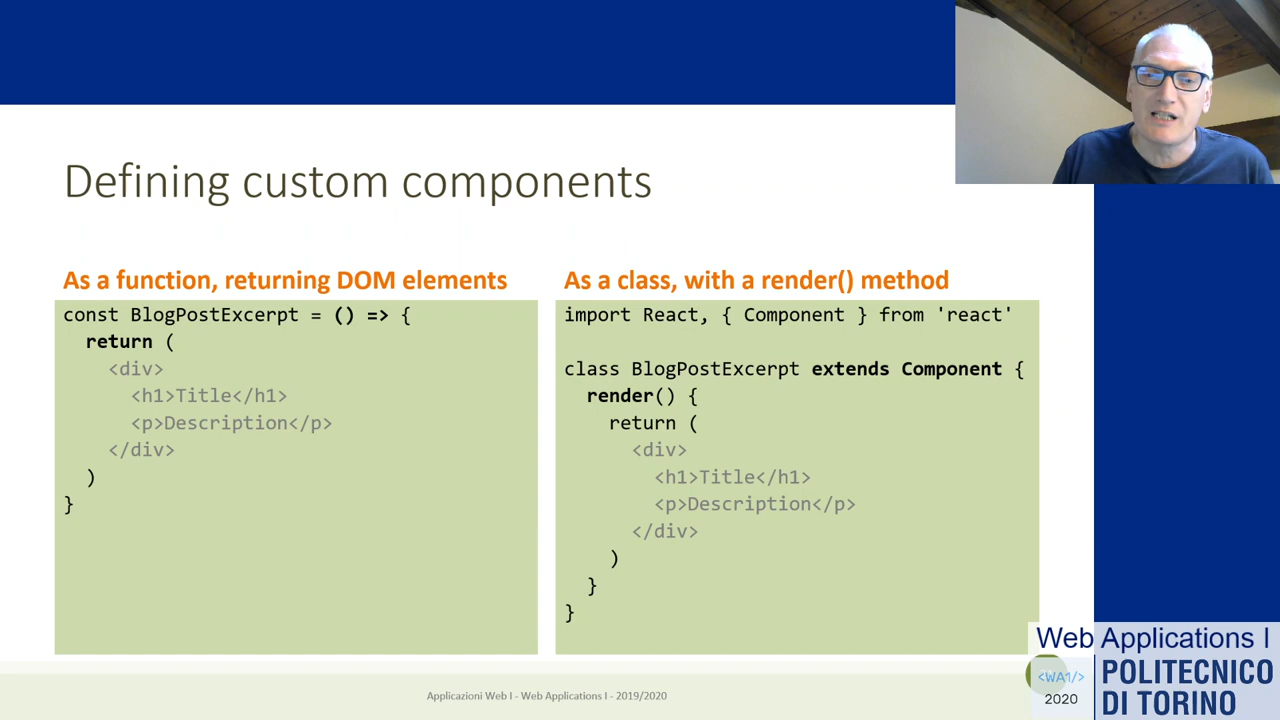 Defining custom components
As a function, returning DOM elements
const BlogPostExcerpt = () => {
  return (
    <div>
      <h1>Title</h1>
      <p>Description</p>
    </div>
  )
}
As a class, with a render() method
import React, { Component } from 'react'
class BlogPostExcerpt extends Component {
  render() {
    return (
      <div>
        <h1>Title</h1>
        <p>Description</p>
      </div>
    )
  }
}
Applicazioni Web I - Web Applications I - 2019/2020
Web Applications I
<WA1/>
2020
POLITECNICO
DI TORINO